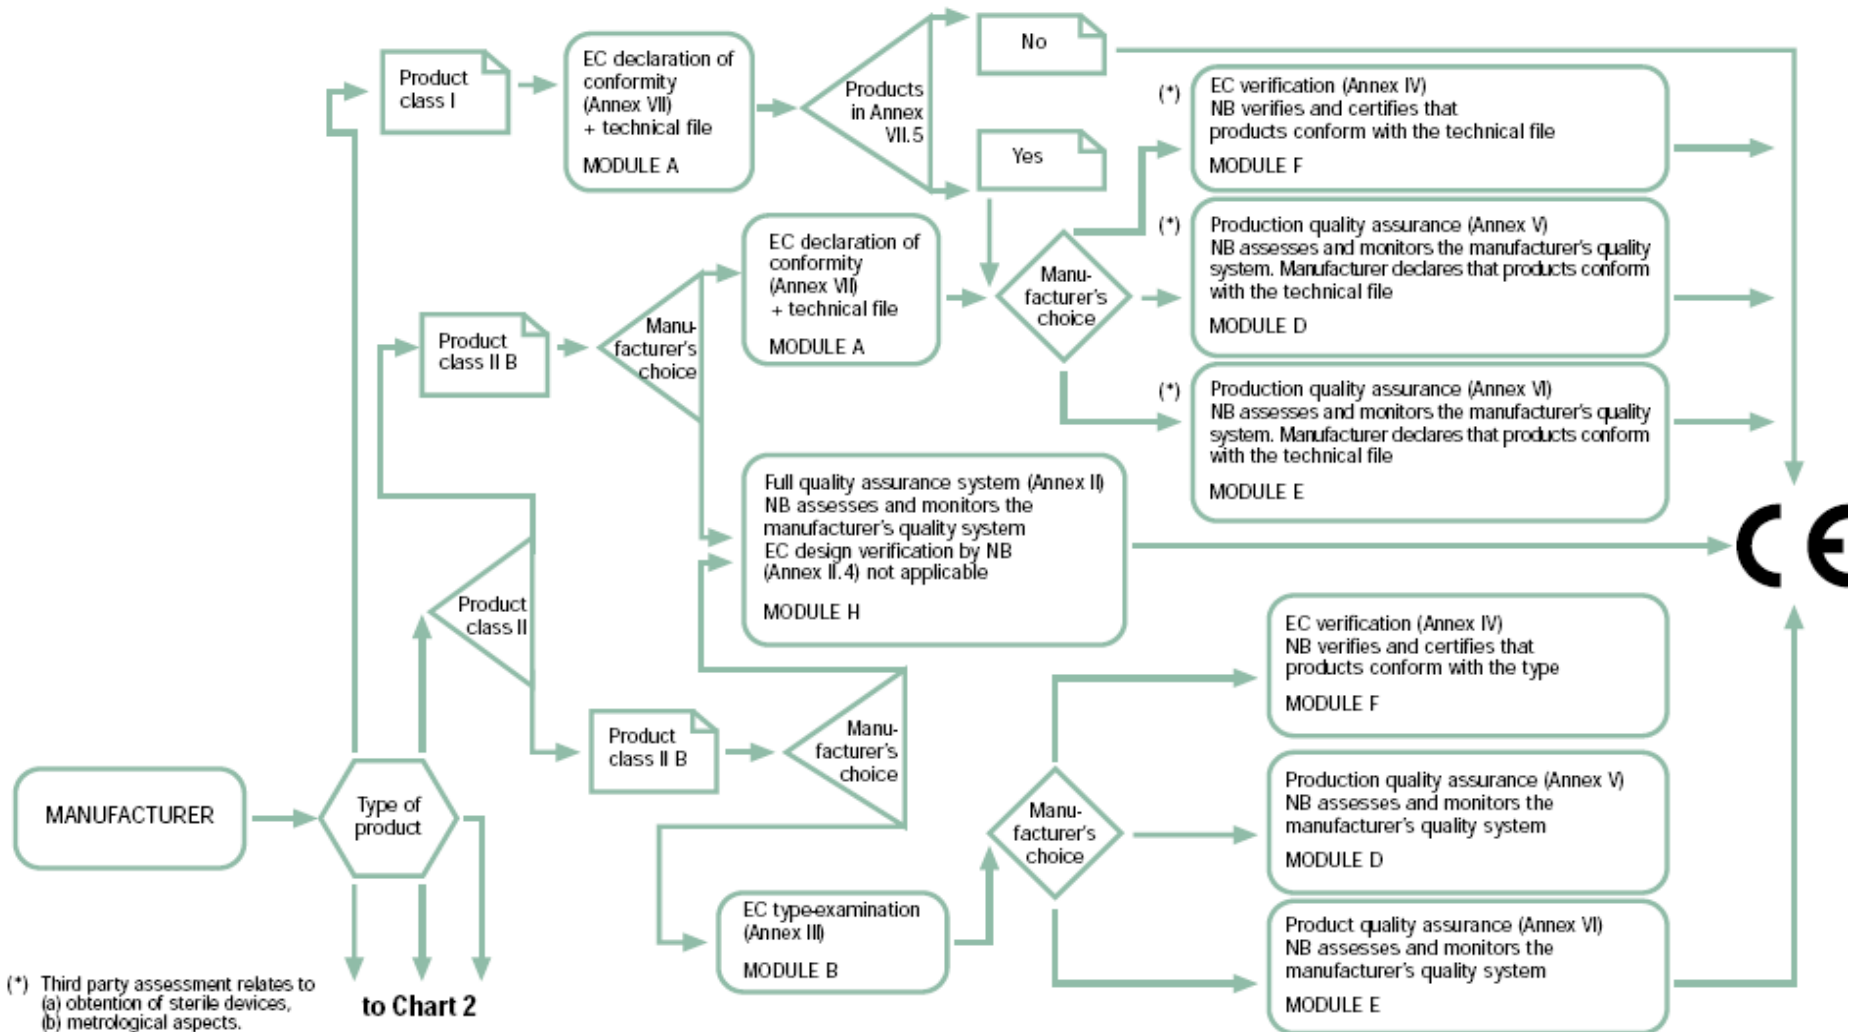 Product
class I
EC declaration of
conformity
(Annex VII)
+ technical file
MODULE A
Products
in Annex
VII.5
No
Yes
(*)
EC verification (Annex IV)
NB verifies and certifies that
products conform with the technical file
MODULE F
Product
class II B
Manu-
facturer's
choice
EC declaration of
conformity
(Annex VII)
+ technical file
MODULE A
Manu-
facturer's
choice
(*)
Production quality assurance (Annex V)
NB assesses and monitors the manufacturer's quality
system. Manufacturer declares that products conform
with the technical file
MODULE D
(*)
Production quality assurance (Annex VI)
NB assesses and monitors the manufacturer's quality
system. Manufacturer declares that products conform
with the technical file
MODULE E
Full quality assurance system (Annex II)
NB assesses and monitors the
manufacturer's quality system
EC design verification by NB
(Annex II.4) not applicable
MODULE H
CE
Product
class II
Product
class II B
Manu-
facturer's
choice
MANUFACTURER
Type of
product
EC type-examination
(Annex III)
MODULE B
Manu-
facturer's
choice
EC verification (Annex IV)
NB verifies and certifies that
products conform with the type
MODULE F
Production quality assurance (Annex V)
NB assesses and monitors the
manufacturer's quality system
MODULE D
Product quality assurance (Annex VI)
NB assesses and monitors the
manufacturer's quality system
MODULE E
(*) Third party assessment relates to
(a) obtention of sterile devices,
(b) metrological aspects.
to Chart 2